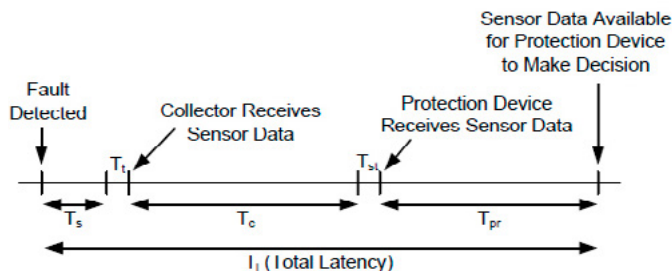 Sensor Data Available
for Protection Device
to Make Decision
Fault
Detected
Collector Receives
Sensor Data
Protection Device
Receives Sensor Data
Tt
Tst
Ts
Tc
Tpr
(Total Latency)